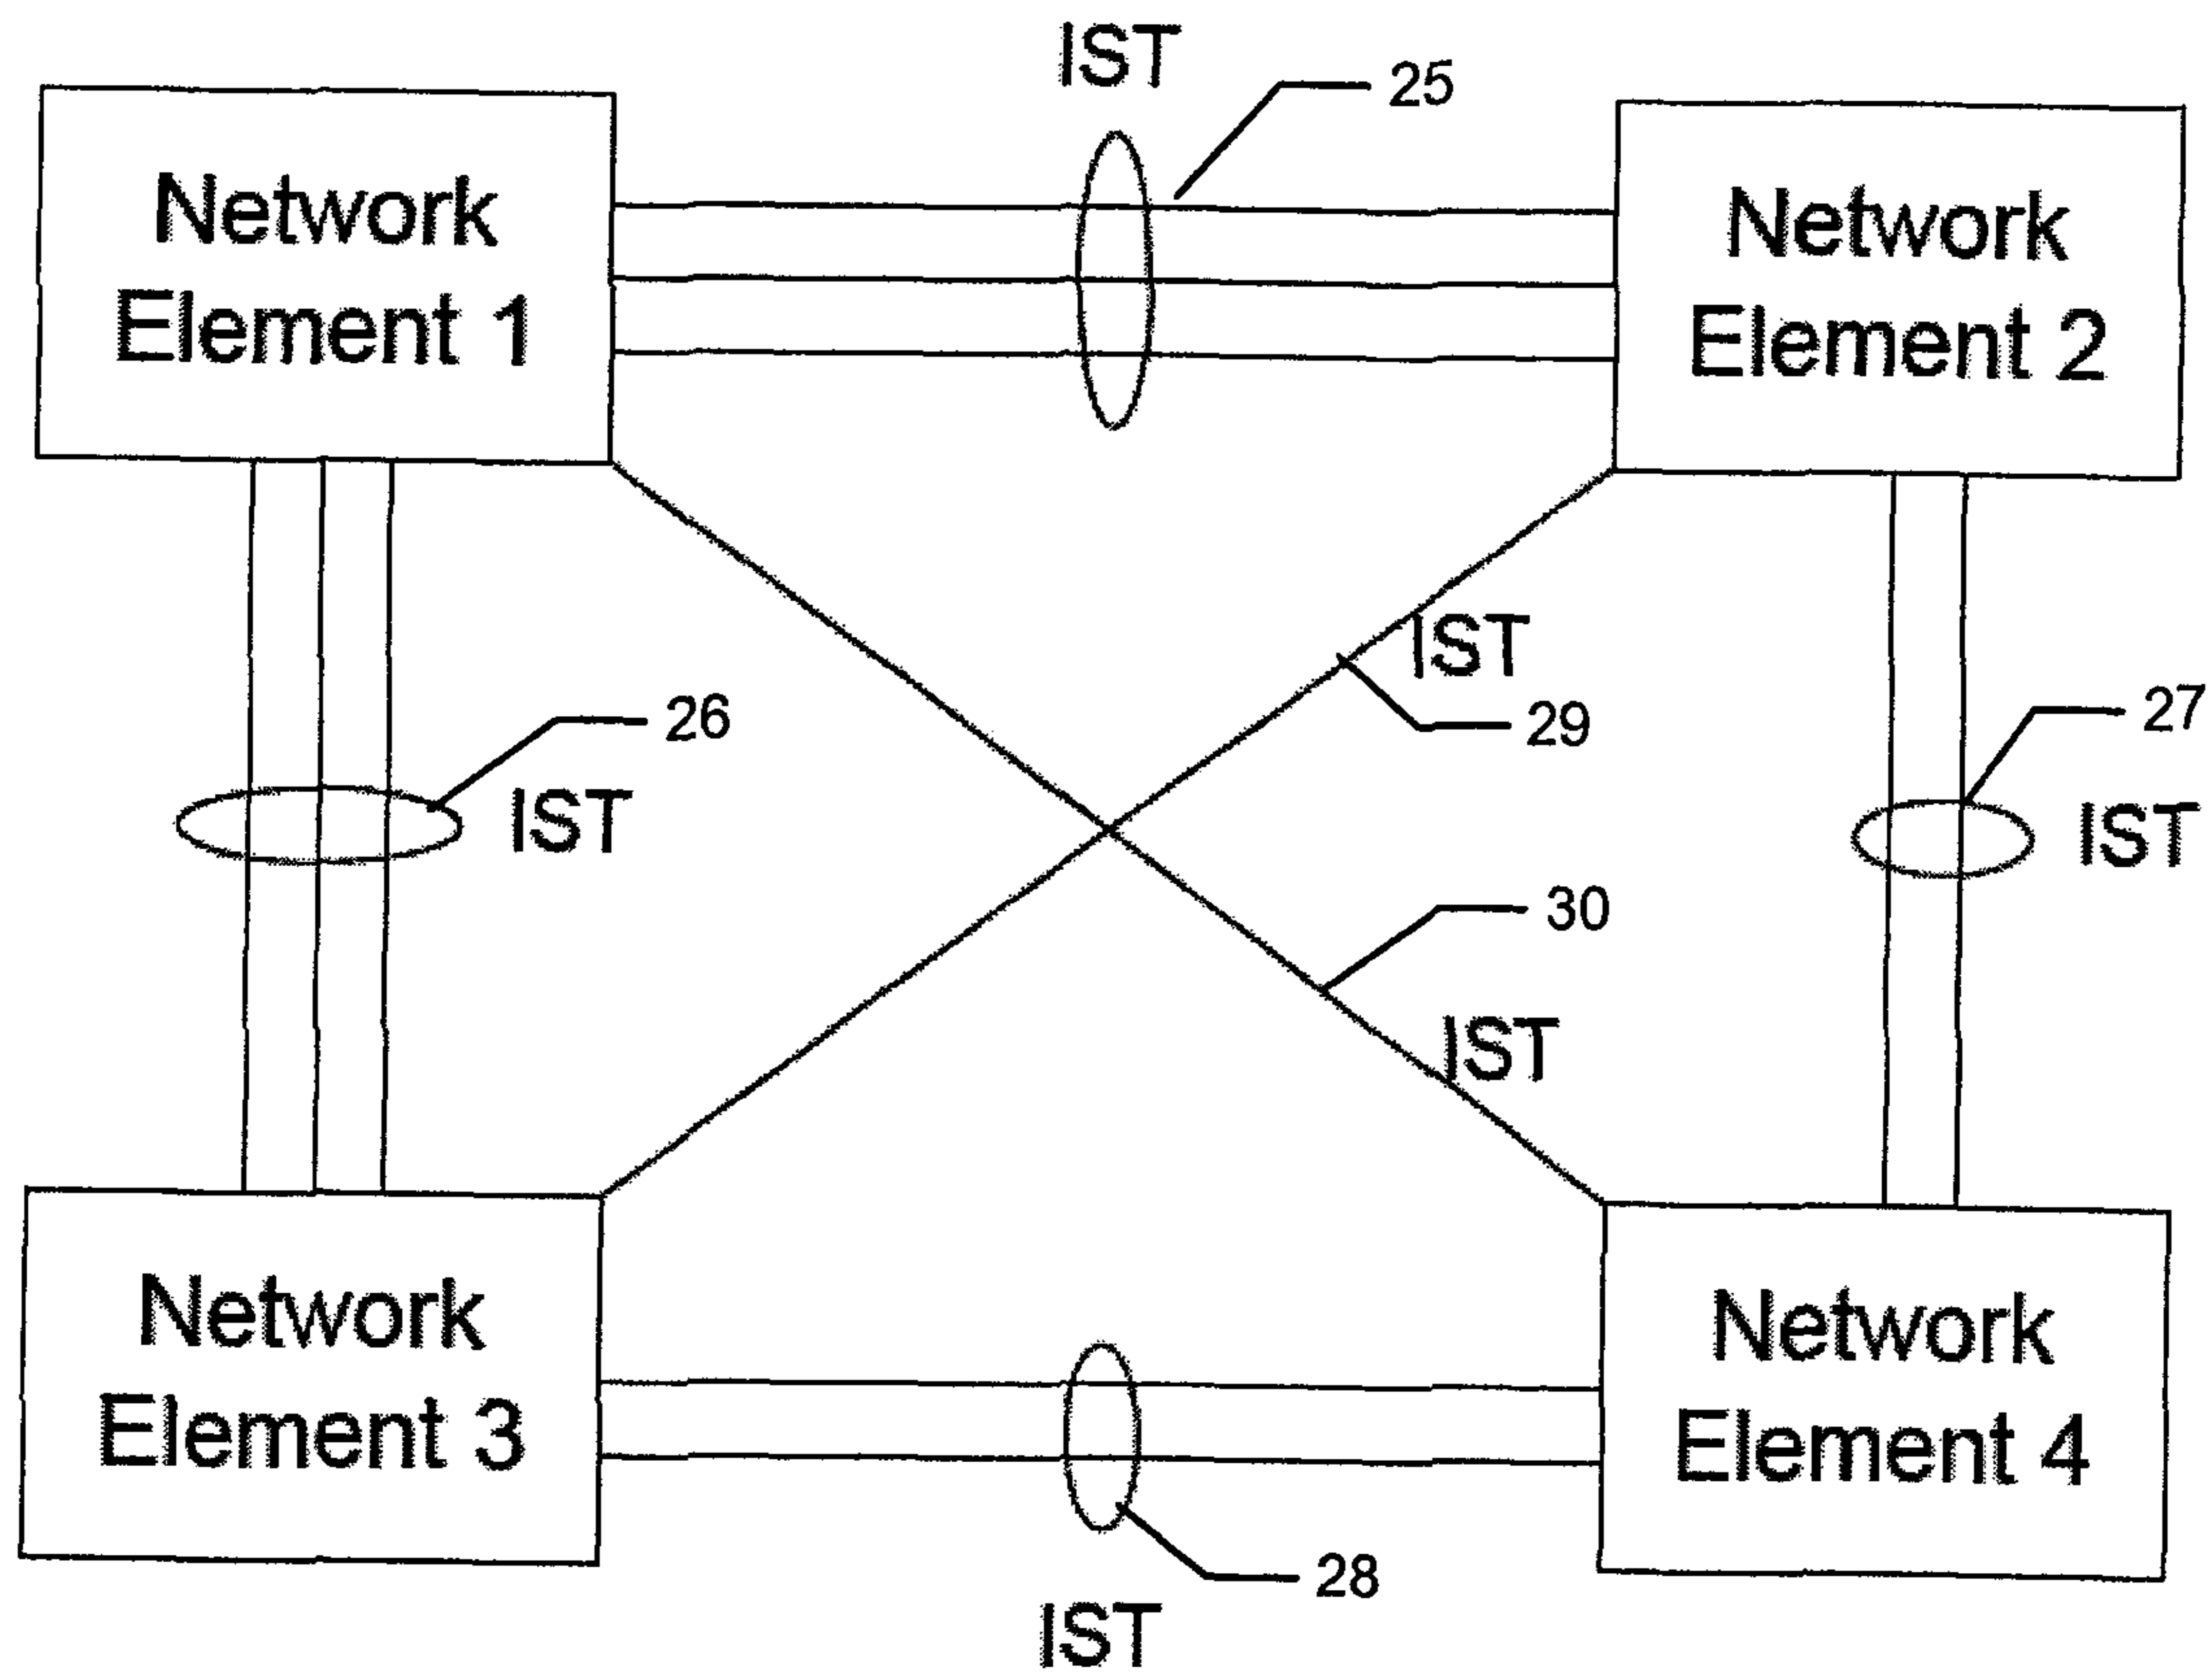 IST
25
Network
Element 1
Network
Element 2
IST
29
26
IST
27
IST
30
IST
Network
Element 3
Network
Element 4
28
IST